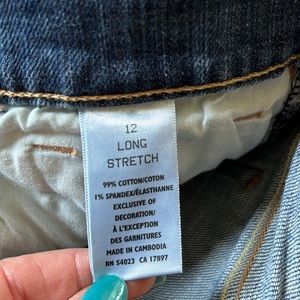 12
LONG
STRETCH
99% COTTON/COTON
1% SPANDEX/ÉLASTHANNE
EXCLUSIVE OF
DECORATION/
À L'EXCEPTION
DES GARNITURES
MADE IN CAMBODIA
RN 54023 CA 17897